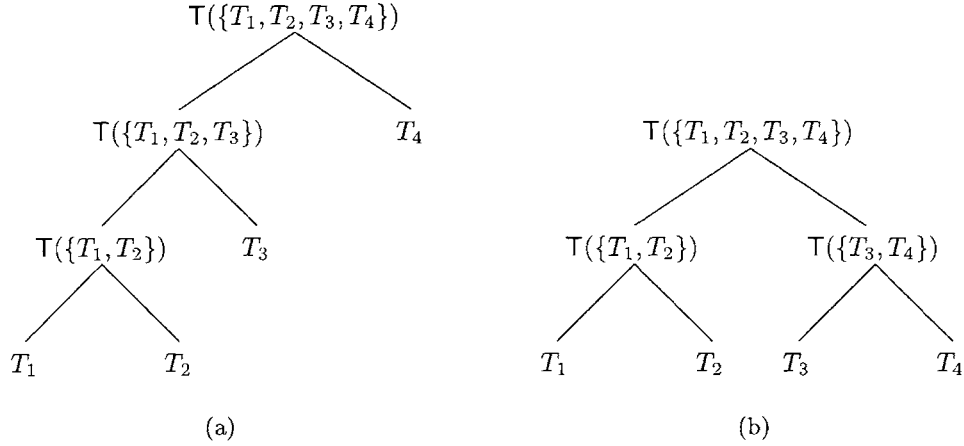 T({T₁, T₂, T₃, T₄})
T({T₁, T₂, T₃}) T₄
T({T₁, T₂}) T₃
T₁ T₂
(a)
T({T₁, T₂, T₃, T₄})
T({T₁, T₂}) T({T₃, T₄})
T₁ T₂ T₃ T₄
(b)